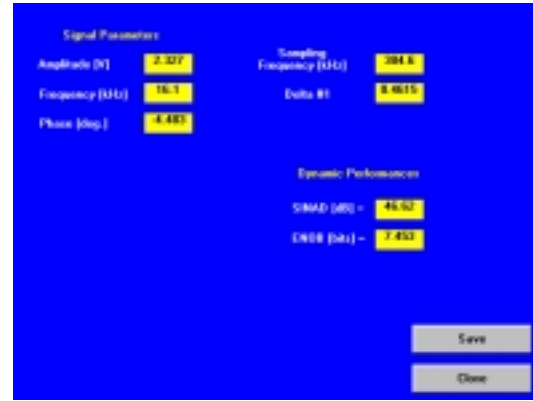 Signal Parameters
Amplitude [V] 2.327
Frequency [kHz] 16.1
Phase [deg.] -4.483
Sampling
Frequency [kHz] 384.6
Delta 0.4615
Dynamic Performances
SINAD [dB] = 46.62
ENOB [bits] = 7.453
Save
Close